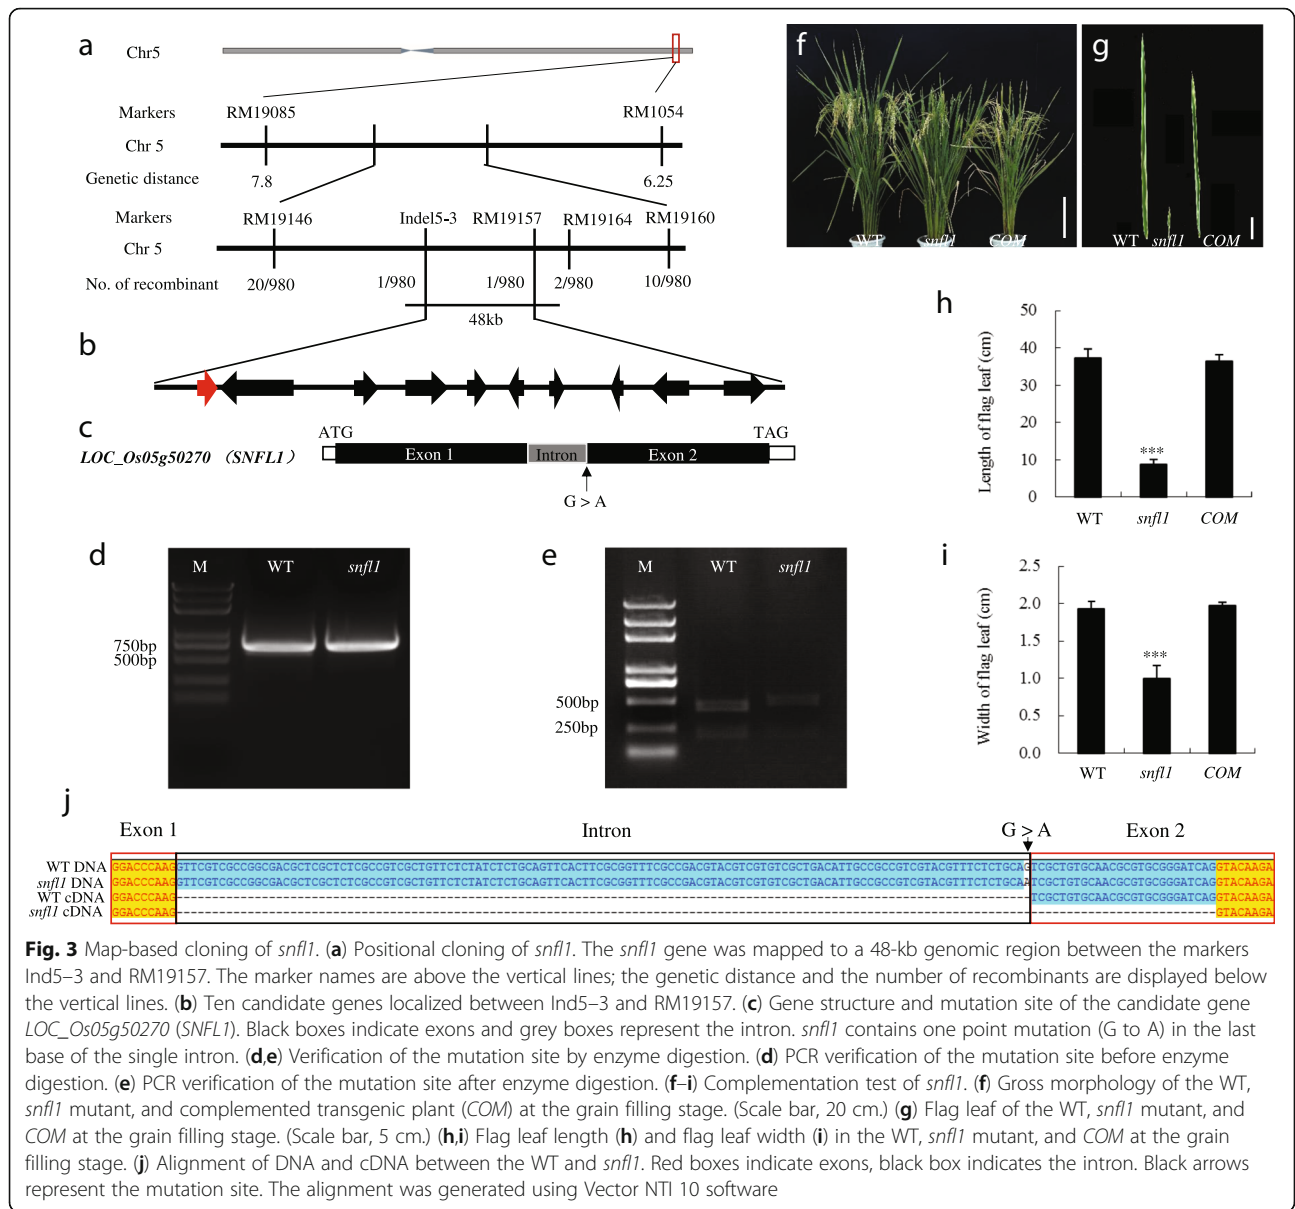 a
Chr5
Markers
RM19085
RM1054
Chr 5
Genetic distance
7.8
6.25
Markers
RM19146
Indel5-3
RM19157
RM19164
RM19160
Chr 5
No. of recombinant
20/980
1/980
1/980
2/980
10/980
48kb
b
c
ATG
TAG
LOC_Os05g50270 （SNFL1）
Exon 1
Intron
Exon 2
G > A
d
M
WT
snfl1
750bp
500bp
e
M
WT
snfl1
500bp
250bp
f
WT
snfl1
COM
g
WT
snfl1
COM
h
Length of flag leaf (cm)
50
40
30
20
10
0
***
WT
snfl1
COM
i
Width of flag leaf (cm)
2.5
2.0
1.5
1.0
0.5
0.0
***
WT
snfl1
COM
j
Exon 1
Intron
G > A
Exon 2
WT DNA
snfl1 DNA
WT cDNA
snfl1 cDNA
GGACCCAAG
GGACCCAAG
GGACCCAAG
GGACCCAAG
TCGCTGTGCAACGCGTGCGGGATCAGGTACAAGA
TCGCTGTGCAACGCGTGCGGGATCAGGTACAAGA
TCGCTGTGCAACGCGTGCGGGATCAGGTACAAGA
GTACAAGA
Fig. 3 Map-based cloning of snfl1. (a) Positional cloning of snfl1. The snfl1 gene was mapped to a 48-kb genomic region between the markers
Ind5–3 and RM19157. The marker names are above the vertical lines; the genetic distance and the number of recombinants are displayed below
the vertical lines. (b) Ten candidate genes localized between Ind5–3 and RM19157. (c) Gene structure and mutation site of the candidate gene
LOC_Os05g50270 (SNFL1). Black boxes indicate exons and grey boxes represent the intron. snfl1 contains one point mutation (G to A) in the last
base of the single intron. (d,e) Verification of the mutation site by enzyme digestion. (d) PCR verification of the mutation site before enzyme
digestion. (e) PCR verification of the mutation site after enzyme digestion. (f–i) Complementation test of snfl1. (f) Gross morphology of the WT,
snfl1 mutant, and complemented transgenic plant (COM) at the grain filling stage. (Scale bar, 20 cm.) (g) Flag leaf of the WT, snfl1 mutant, and
COM at the grain filling stage. (Scale bar, 5 cm.) (h,i) Flag leaf length (h) and flag leaf width (i) in the WT, snfl1 mutant, and COM at the grain
filling stage. (j) Alignment of DNA and cDNA between the WT and snfl1. Red boxes indicate exons, black box indicates the intron. Black arrows
represent the mutation site. The alignment was generated using Vector NTI 10 software